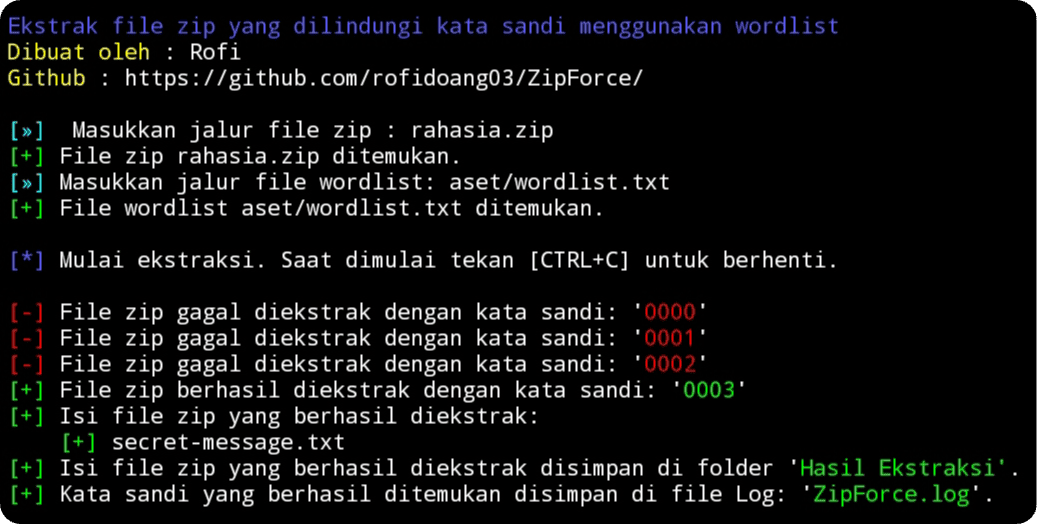 Ekstrak file zip yang dilindungi kata sandi menggunakan wordlist
Dibuat oleh : Rofi
Github : https://github.com/rofidoang03/ZipForce/
[»]  Masukkan jalur file zip : rahasia.zip
[+] File zip rahasia.zip ditemukan.
[»] Masukkan jalur file wordlist: aset/wordlist.txt
[+] File wordlist aset/wordlist.txt ditemukan.
[*] Mulai ekstraksi. Saat dimulai tekan [CTRL+C] untuk berhenti.
[-] File zip gagal diekstrak dengan kata sandi: '0000'
[-] File zip gagal diekstrak dengan kata sandi: '0001'
[-] File zip gagal diekstrak dengan kata sandi: '0002'
[+] File zip berhasil diekstrak dengan kata sandi: '0003'
[+] Isi file zip yang berhasil diekstrak:
    [+] secret-message.txt
[+] Isi file zip yang berhasil diekstrak disimpan di folder 'Hasil Ekstraksi'.
[+] Kata sandi yang berhasil ditemukan disimpan di file Log: 'ZipForce.log'.